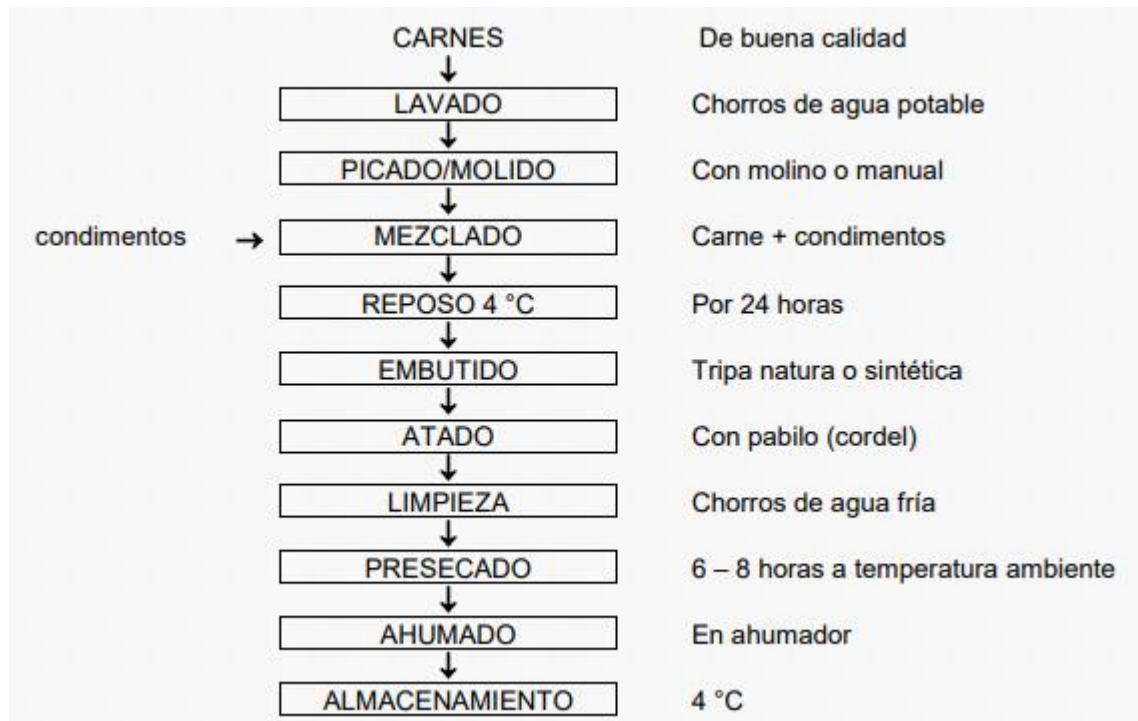 CARNES De buena calidad
LAVADO Chorros de agua potable
PICADO/MOLIDO Con molino o manual
condimentos → MEZCLADO Carne + condimentos
REPOSO 4 °C Por 24 horas
EMBUTIDO Tripa natura o sintética
ATADO Con pabilo (cordel)
LIMPIEZA Chorros de agua fría
PRESECADO 6 – 8 horas a temperatura ambiente
AHUMADO En ahumador
ALMACENAMIENTO 4 °C